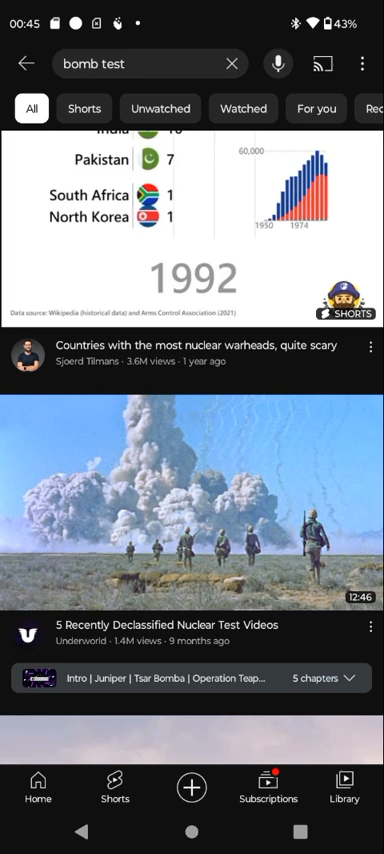 00:45
43%
bomb test
All
Shorts
Unwatched
Watched
For you
Rec
India 10
Pakistan 7
South Africa 1
North Korea 1
60,000
1950 1974
1992
Data source: Wikipedia (historical data) and Arms Control Association (2021)
SHORTS
Countries with the most nuclear warheads, quite scary
Sjoerd Tilmans · 3.6M views · 1 year ago
12:46
5 Recently Declassified Nuclear Test Videos
Underworld · 1.4M views · 9 months ago
Intro | Juniper | Tsar Bomba | Operation Teap... 5 chapters
Home
Shorts
Subscriptions
Library